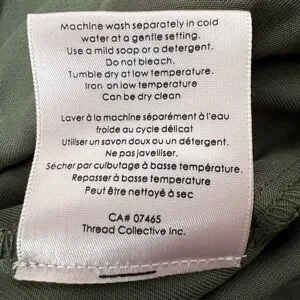 Machine wash separately in cold
water at a gentle setting.
Use a mild soap or a detergent.
Do not bleach.
Tumble dry at low temperature.
Iron on low temperature
Can be dry clean
Laver à la machine séparément à l'eau
froide au cycle délicat
Utiliser un savon doux ou un détergent.
Ne pas javelliser.
Sécher par culbutage à basse température.
Repasser à basse température
Peut être nettoyé à sec
CA# 07465
Thread Collective Inc.